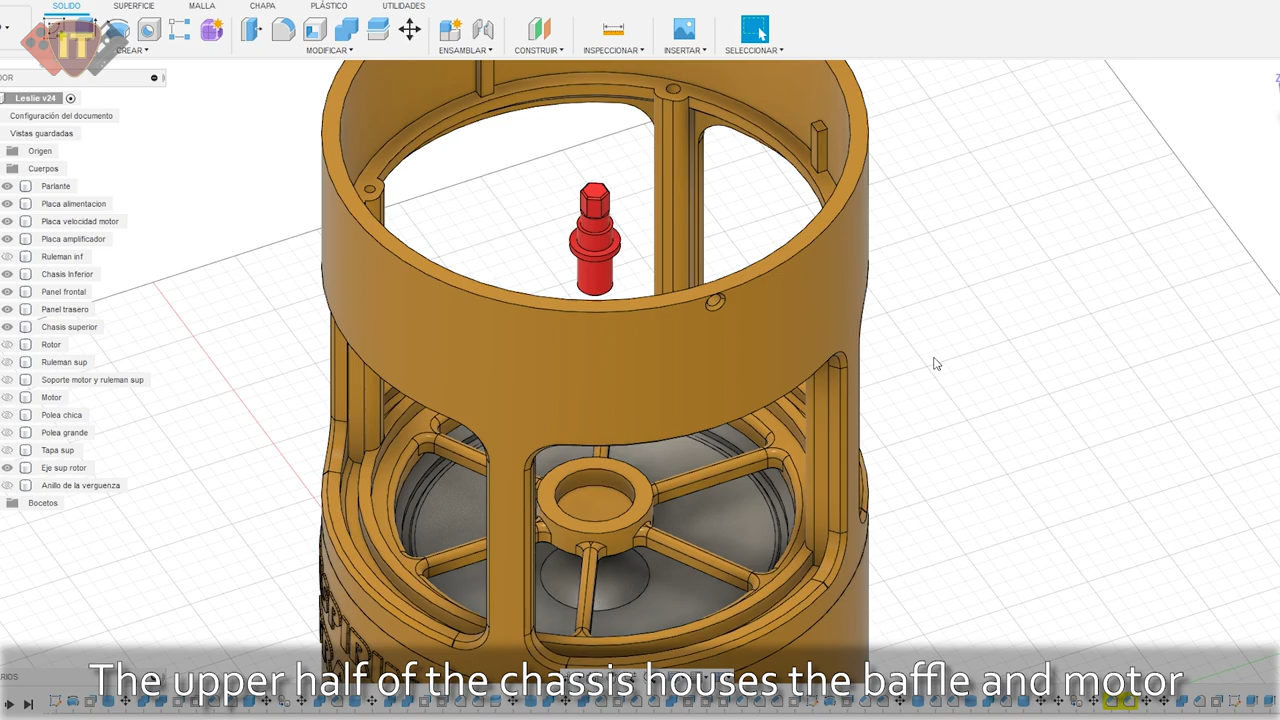 SOLIDO SUPERFICIE MALLA CHAPA PLÁSTICO UTILIDADES
IT
CREAR MODIFICAR ENSAMBLAR CONSTRUIR INSPECCIONAR INSERTAR SELECCIONAR
DOR
Leslie v24
Configuración del documento
Vistas guardadas
Origen
Cuerpos
Parlante
Placa alimentacion
Placa velocidad motor
Placa amplificador
Ruleman inf
Chasis Inferior
Panel frontal
Panel trasero
Chasis superior
Rotor
Ruleman sup
Soporte motor y ruleman sup
Motor
Polea chica
Polea grande
Tapa sup
Eje sup rotor
Anillo de la verguenza
Bocetos
Z
ARIOS
The upper half of the chassis houses the baffle and motor